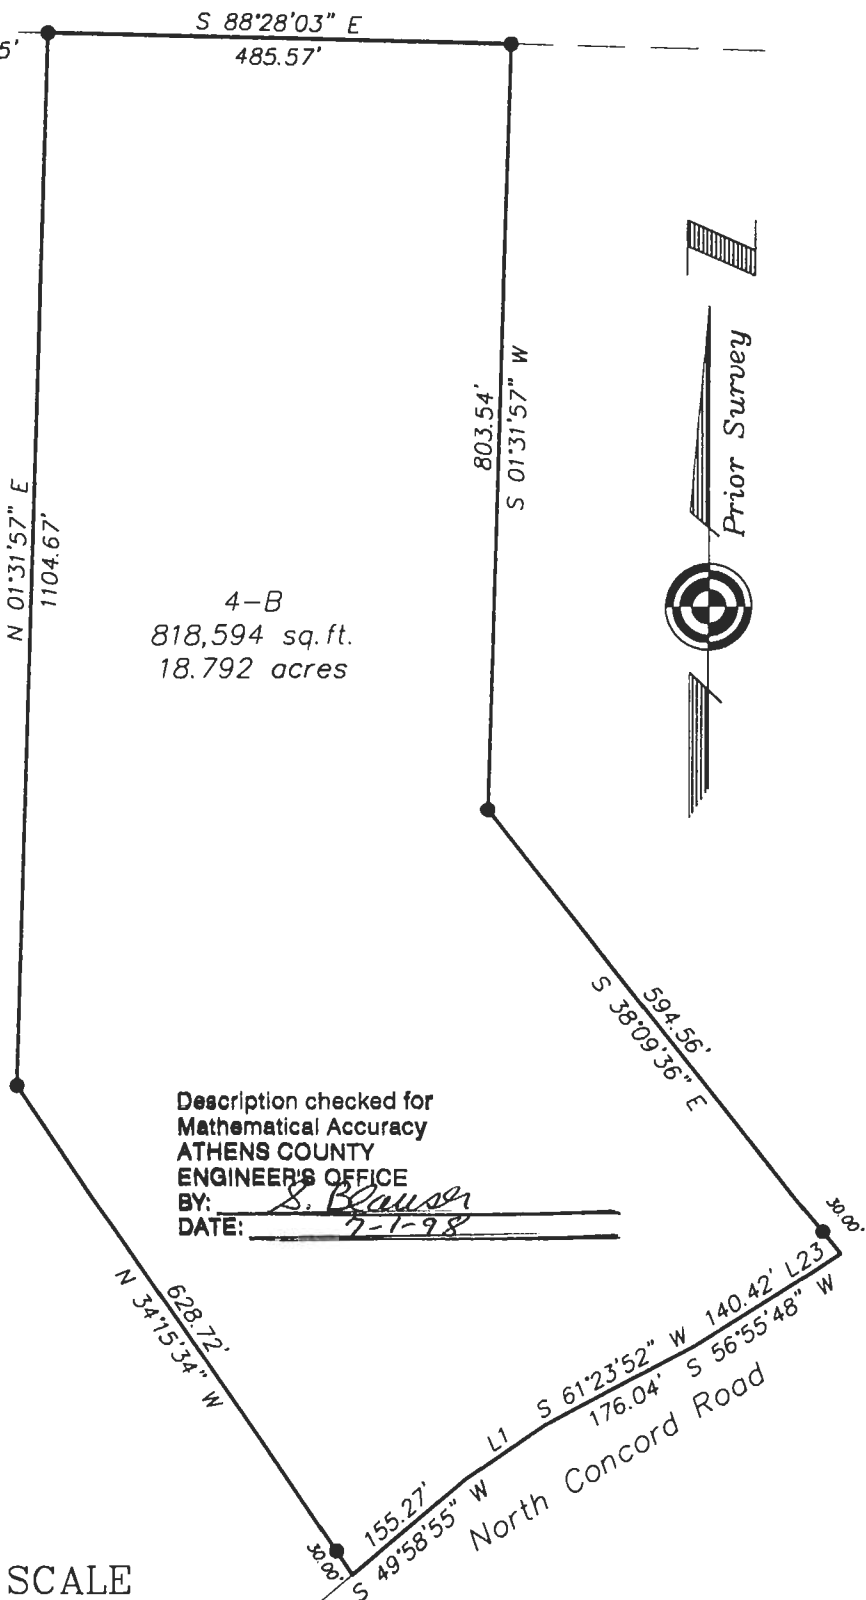 S 88°28'03" E
5'
485.57'
N 01°31'57" E
1104.67'
803.54'
S 01°31'57" W
Prior Survey
4-B
818,594 sq.ft.
18.792 acres
594.56'
S 38°09'36" E
Description checked for
Mathematical Accuracy
ATHENS COUNTY
ENGINEER'S OFFICE
BY: S. Blauser
DATE: 7-1-98
30.00'
628.72'
N 34°15'34" W
L23
140.42'
S 56°55'48" W
S 61°23'52" W
176.04'
L1
155.27'
S 49°58'55" W
North Concord Road
30.00'
SCALE